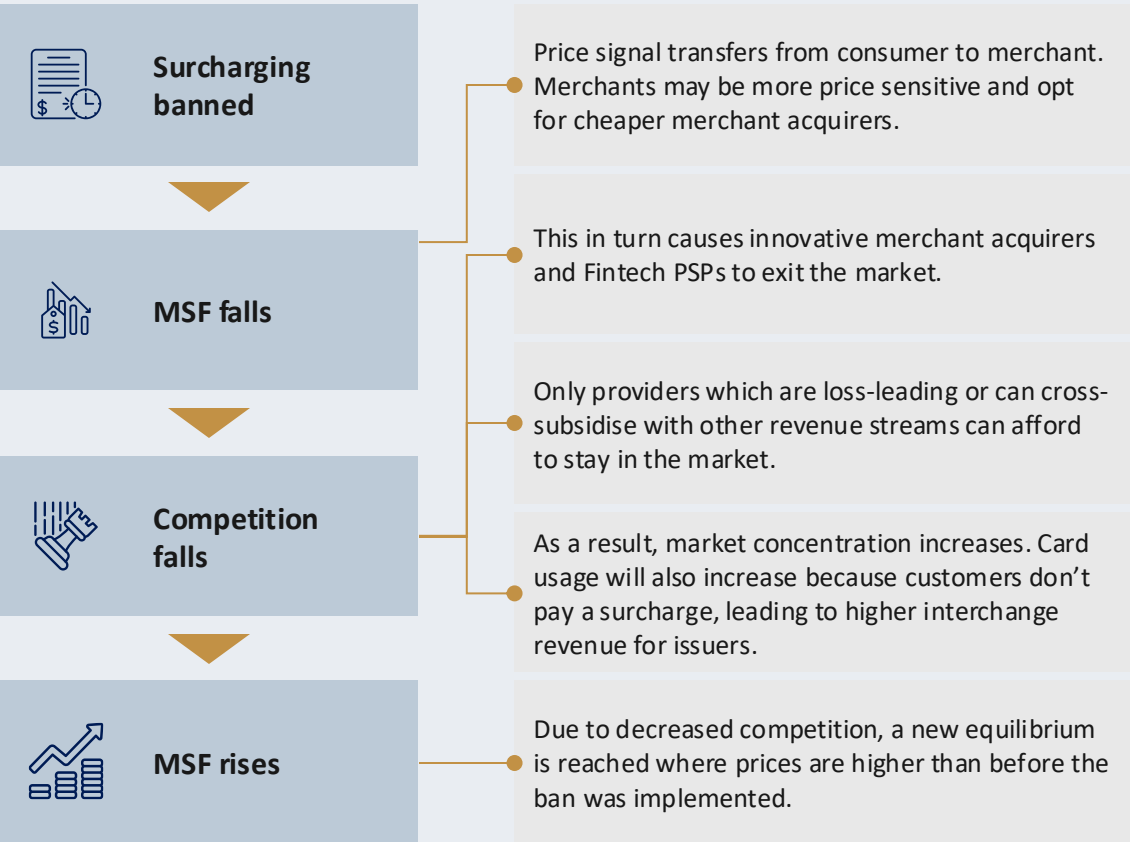 Surcharging
banned
Price signal transfers from consumer to merchant.
Merchants may be more price sensitive and opt
for cheaper merchant acquirers.
MSF falls
This in turn causes innovative merchant acquirers
and Fintech PSPs to exit the market.
Only providers which are loss-leading or can cross-
subsidise with other revenue streams can afford
to stay in the market.
Competition
falls
As a result, market concentration increases. Card
usage will also increase because customers don’t
pay a surcharge, leading to higher interchange
revenue for issuers.
MSF rises
Due to decreased competition, a new equilibrium
is reached where prices are higher than before the
ban was implemented.